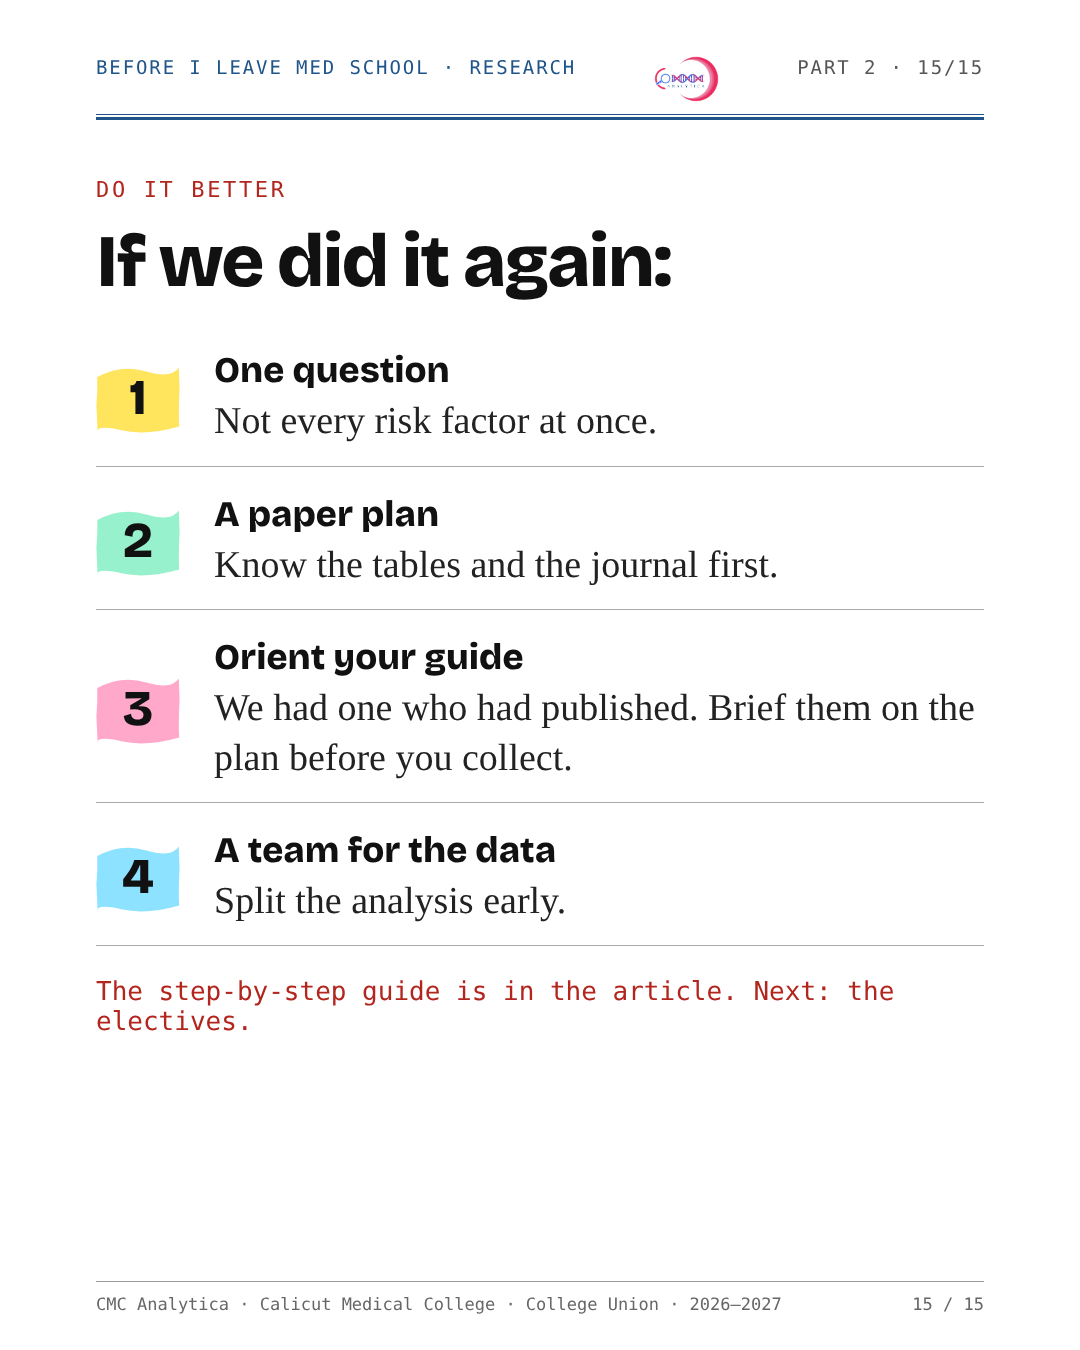 BEFORE I LEAVE MED SCHOOL · RESEARCH
ANALYTICA
PART 2 · 15/15
DO IT BETTER
If we did it again:
1
One question
Not every risk factor at once.
2
A paper plan
Know the tables and the journal first.
3
Orient your guide
We had one who had published. Brief them on the
plan before you collect.
4
A team for the data
Split the analysis early.
The step-by-step guide is in the article. Next: the
electives.
CMC Analytica · Calicut Medical College · College Union · 2026–2027
15 / 15